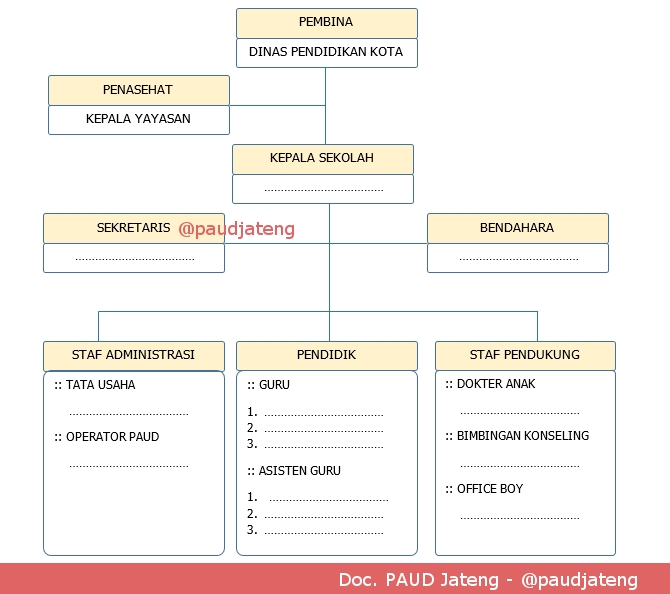 PEMBINA
DINAS PENDIDIKAN KOTA
PENASEHAT
KEPALA YAYASAN
KEPALA SEKOLAH
....................................
SEKRETARIS
@paudjateng
BENDAHARA
....................................
....................................
STAF ADMINISTRASI
:: TATA USAHA
....................................
:: OPERATOR PAUD
....................................
PENDIDIK
:: GURU
1. ....................................
2. ....................................
3. ....................................
:: ASISTEN GURU
1. ....................................
2. ....................................
3. ....................................
STAF PENDUKUNG
:: DOKTER ANAK
....................................
:: BIMBINGAN KONSELING
....................................
:: OFFICE BOY
....................................
Doc. PAUD Jateng - @paudjateng